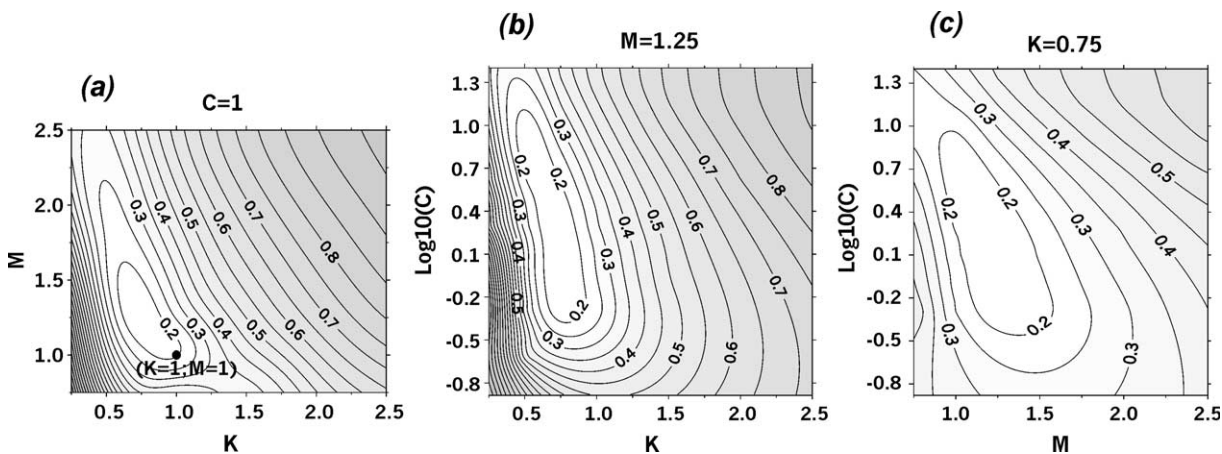 (a)
C=1
2.5
2.0
1.5
1.0
M
0.5 1.0 1.5 2.0 2.5
K
0.3 0.4 0.5 0.6 0.7
0.8
0.2 0.3 0.4 0.5 0.6 0.7
(K=1;M=1)
(b)
M=1.25
1.3
1.0
0.7
0.4
0.1
-0.2
-0.5
-0.8
Log10(C)
0.5 1.0 1.5 2.0 2.5
K
0.3
0.2 0.2 0.7 0.8
0.3 0.4 0.5 0.6
0.4 0.3
0.5 0.2 0.7
0.3 0.4 0.5 0.6
(c)
K=0.75
1.3
1.0
0.7
0.4
0.1
-0.2
-0.5
-0.8
Log10(C)
1.0 1.5 2.0 2.5
M
0.3 0.4
0.5
0.2 0.2 0.3 0.4
0.2
0.3 0.3